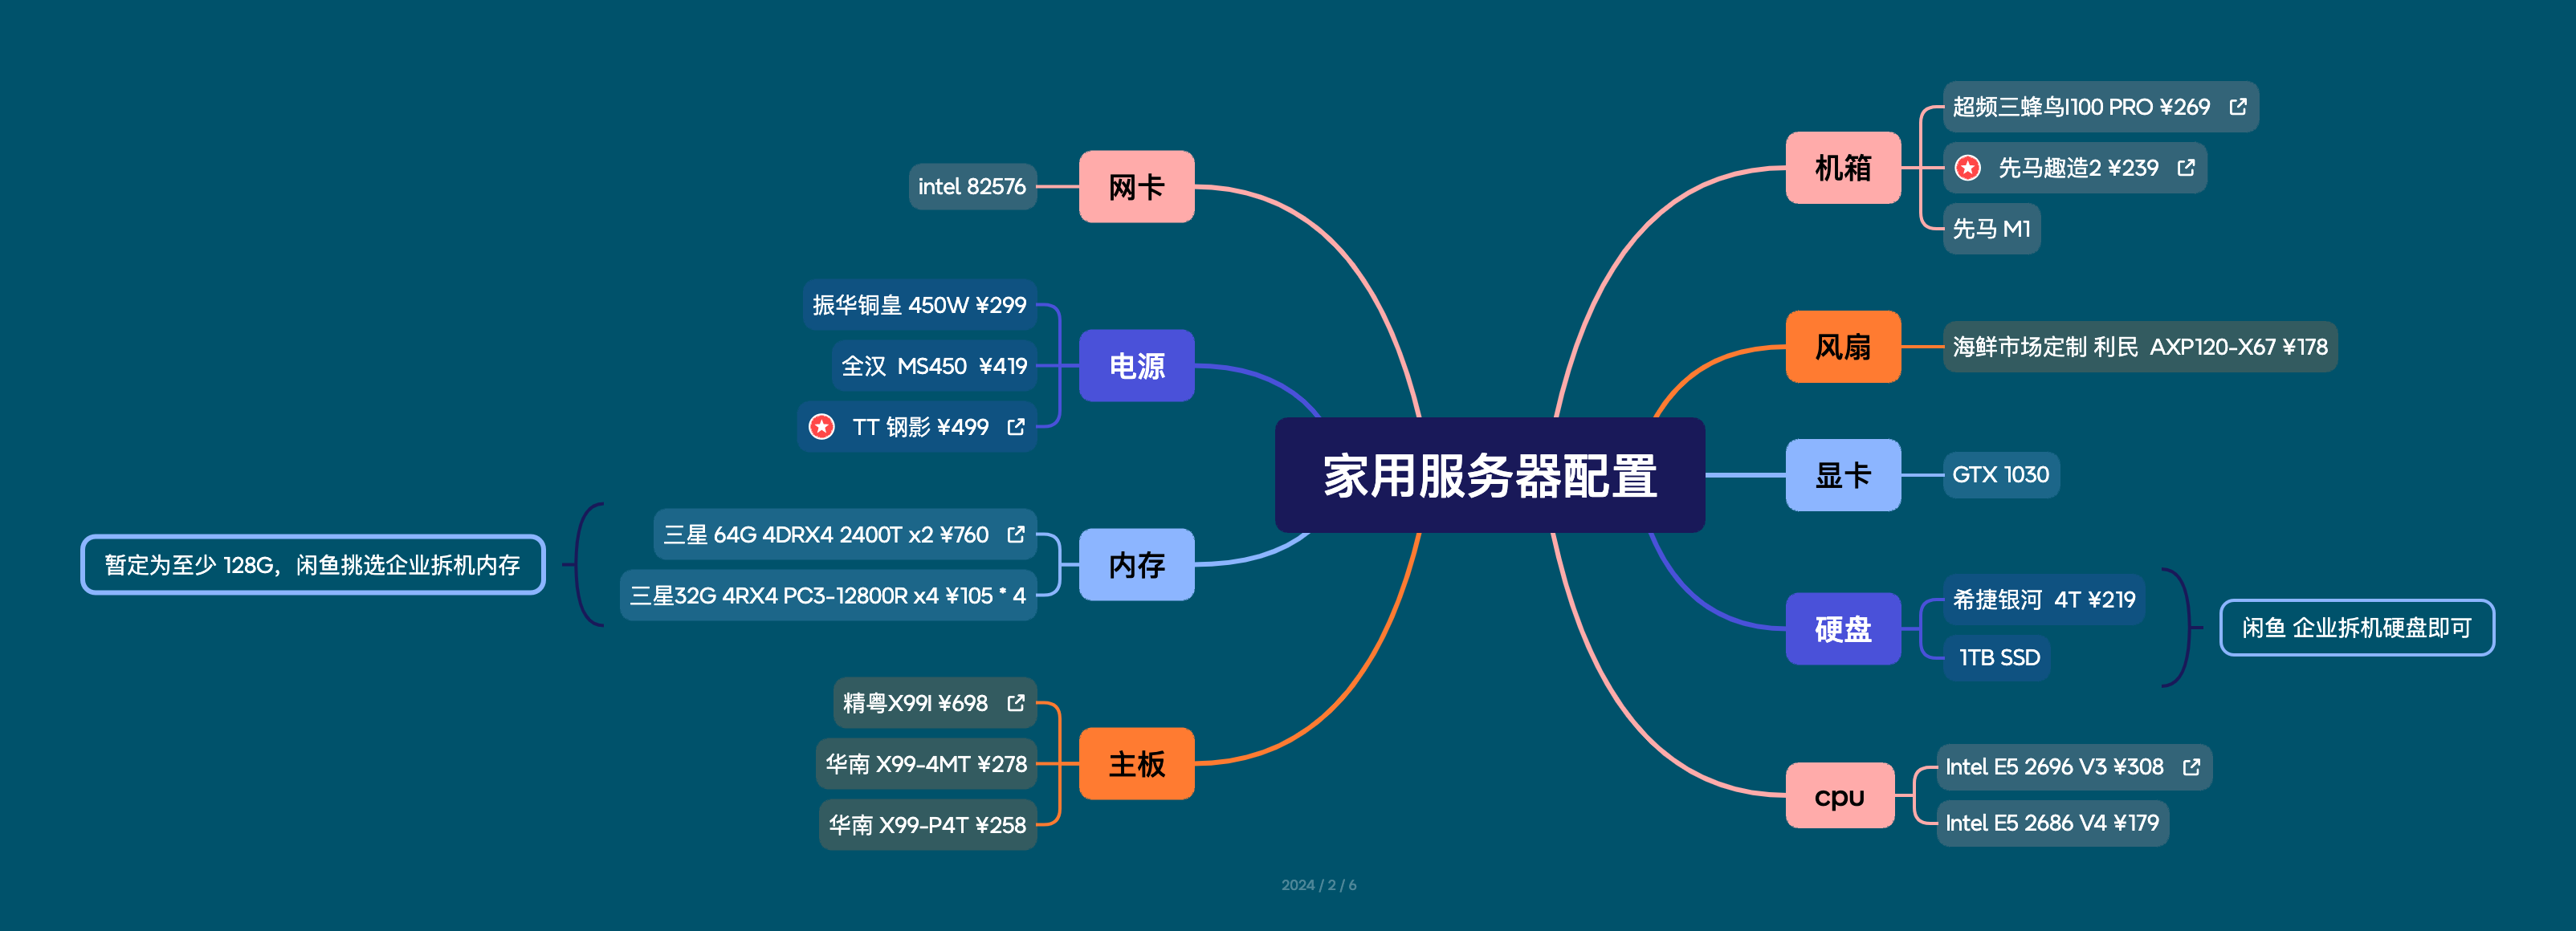 家用服务器配置
机箱
超频三蜂鸟I100 PRO ¥269
先马趣造2 ¥239
先马 M1
风扇
海鲜市场定制 利民 AXP120-X67 ¥178
显卡
GTX 1030
硬盘
希捷银河 4T ¥219
1TB SSD
闲鱼 企业拆机硬盘即可
cpu
Intel E5 2696 V3 ¥308
Intel E5 2686 V4 ¥179
网卡
intel 82576
电源
振华铜皇 450W ¥299
全汉 MS450 ¥419
TT 钢影 ¥499
内存
三星 64G 4DRX4 2400T x2 ¥760
三星32G 4RX4 PC3-12800R x4 ¥105 * 4
暂定为至少 128G，闲鱼挑选企业拆机内存
主板
精粤X99I ¥698
华南 X99-4MT ¥278
华南 X99-P4T ¥258
2024 / 2 / 6